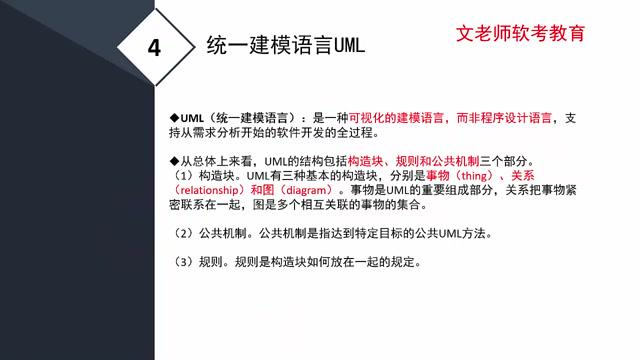 4
统一建模语言UML
文老师软考教育
◆UML（统一建模语言）：是一种可视化的建模语言，而非程序设计语言，支
持从需求分析开始的软件开发的全过程。
◆从总体上来看，UML的结构包括构造块、规则和公共机制三个部分。
（1）构造块。UML有三种基本的构造块，分别是事物（thing）、关系
（relationship）和图（diagram）。事物是UML的重要组成部分，关系把事物紧
密联系在一起，图是多个相互关联的事物的集合。
（2）公共机制。公共机制是指达到特定目标的公共UML方法。
（3）规则。规则是构造块如何放在一起的规定。